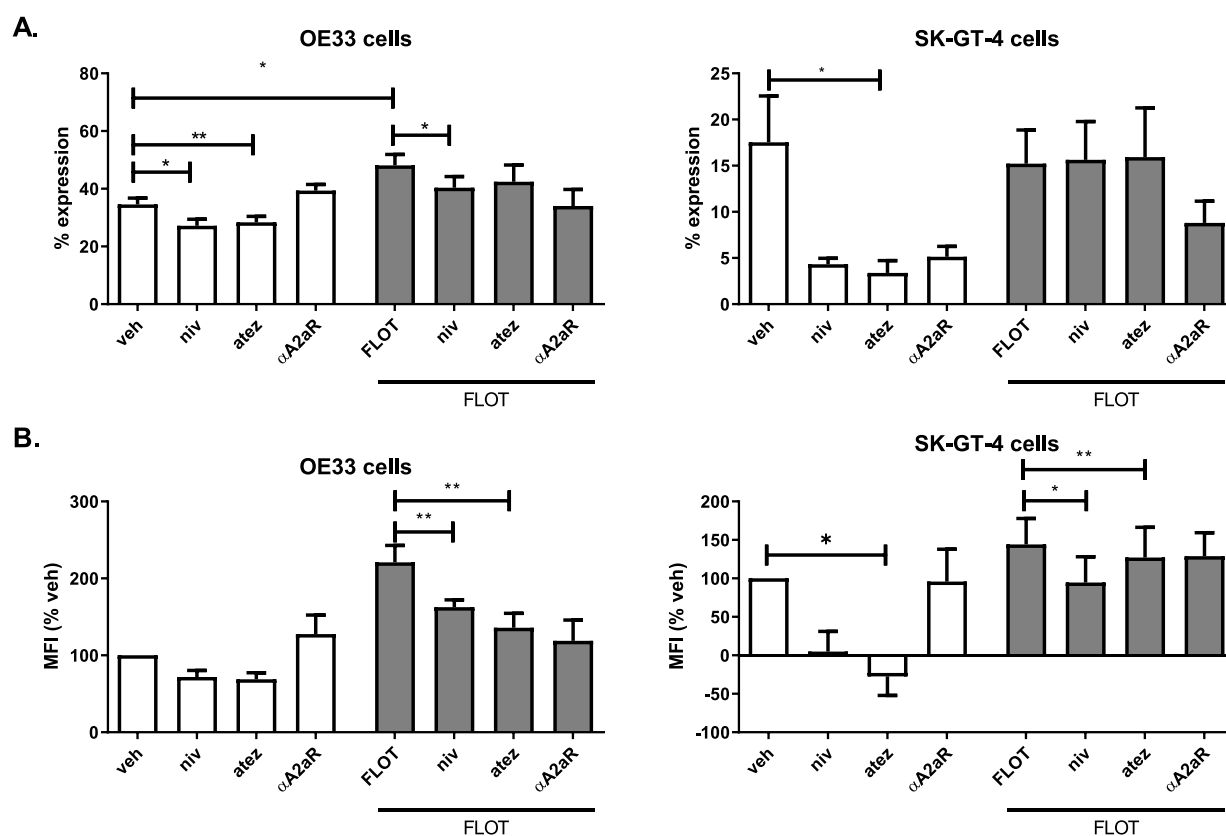 A.
OE33 cells
% expression
80
60
40
20
0
*
**
*
*
veh niv atez αA2aR FLOT niv atez αA2aR
FLOT
SK-GT-4 cells
% expression
25
20
15
10
5
0
*
veh niv atez αA2aR FLOT niv atez αA2aR
FLOT
B.
OE33 cells
MFI (% veh)
300
200
100
0
**
**
veh niv atez αA2aR FLOT niv atez αA2aR
FLOT
SK-GT-4 cells
MFI (% veh)
200
150
100
50
0
-50
-100
**
*
*
veh niv atez αA2aR FLOT niv atez αA2aR
FLOT